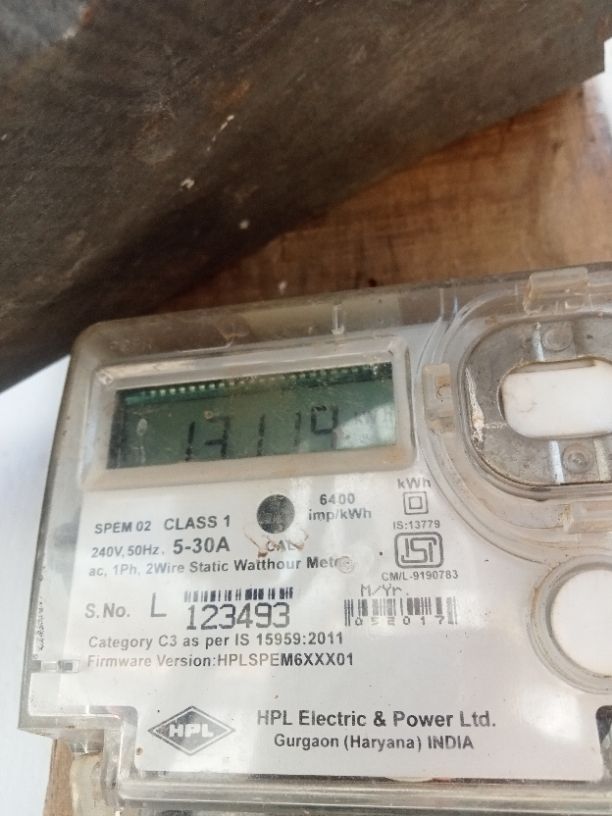 SPEM 02 CLASS 1
6400
imp/kWh
kWh
IS:13779
240V, 50Hz, 5-30A
CAL
ac, 1Ph, 2Wire Static Watthour Meter
ISI
CM/L-9190783
M/Yr.
S.No. L 123493
052017
Category C3 as per IS 15959:2011
Firmware Version:HPLSPEM6XXX01
HPL
HPL Electric & Power Ltd.
Gurgaon (Haryana) INDIA